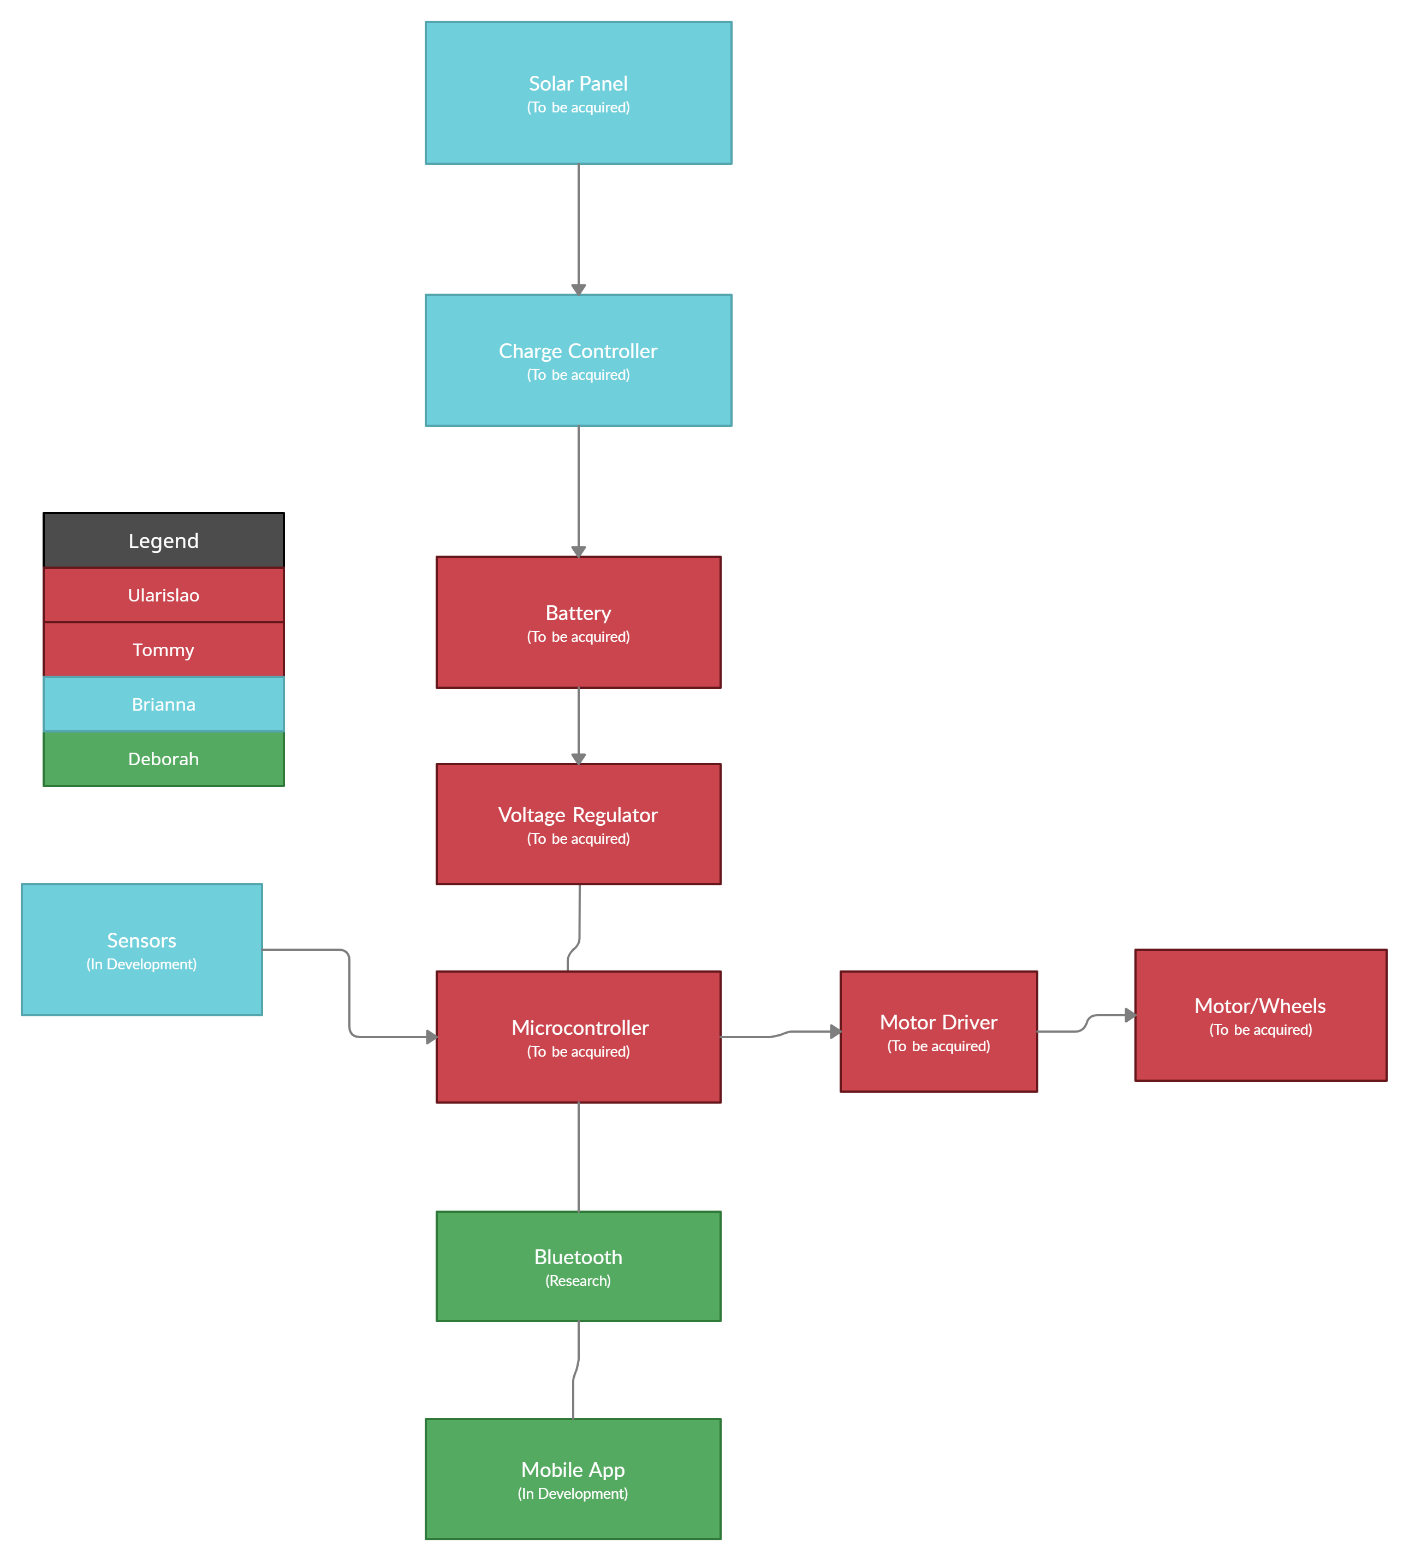 Solar Panel
(To be acquired)
Charge Controller
(To be acquired)
Legend
Ularislao
Tommy
Brianna
Deborah
Battery
(To be acquired)
Voltage Regulator
(To be acquired)
Sensors
(In Development)
Microcontroller
(To be acquired)
Motor Driver
(To be acquired)
Motor/Wheels
(To be acquired)
Bluetooth
(Research)
Mobile App
(In Development)